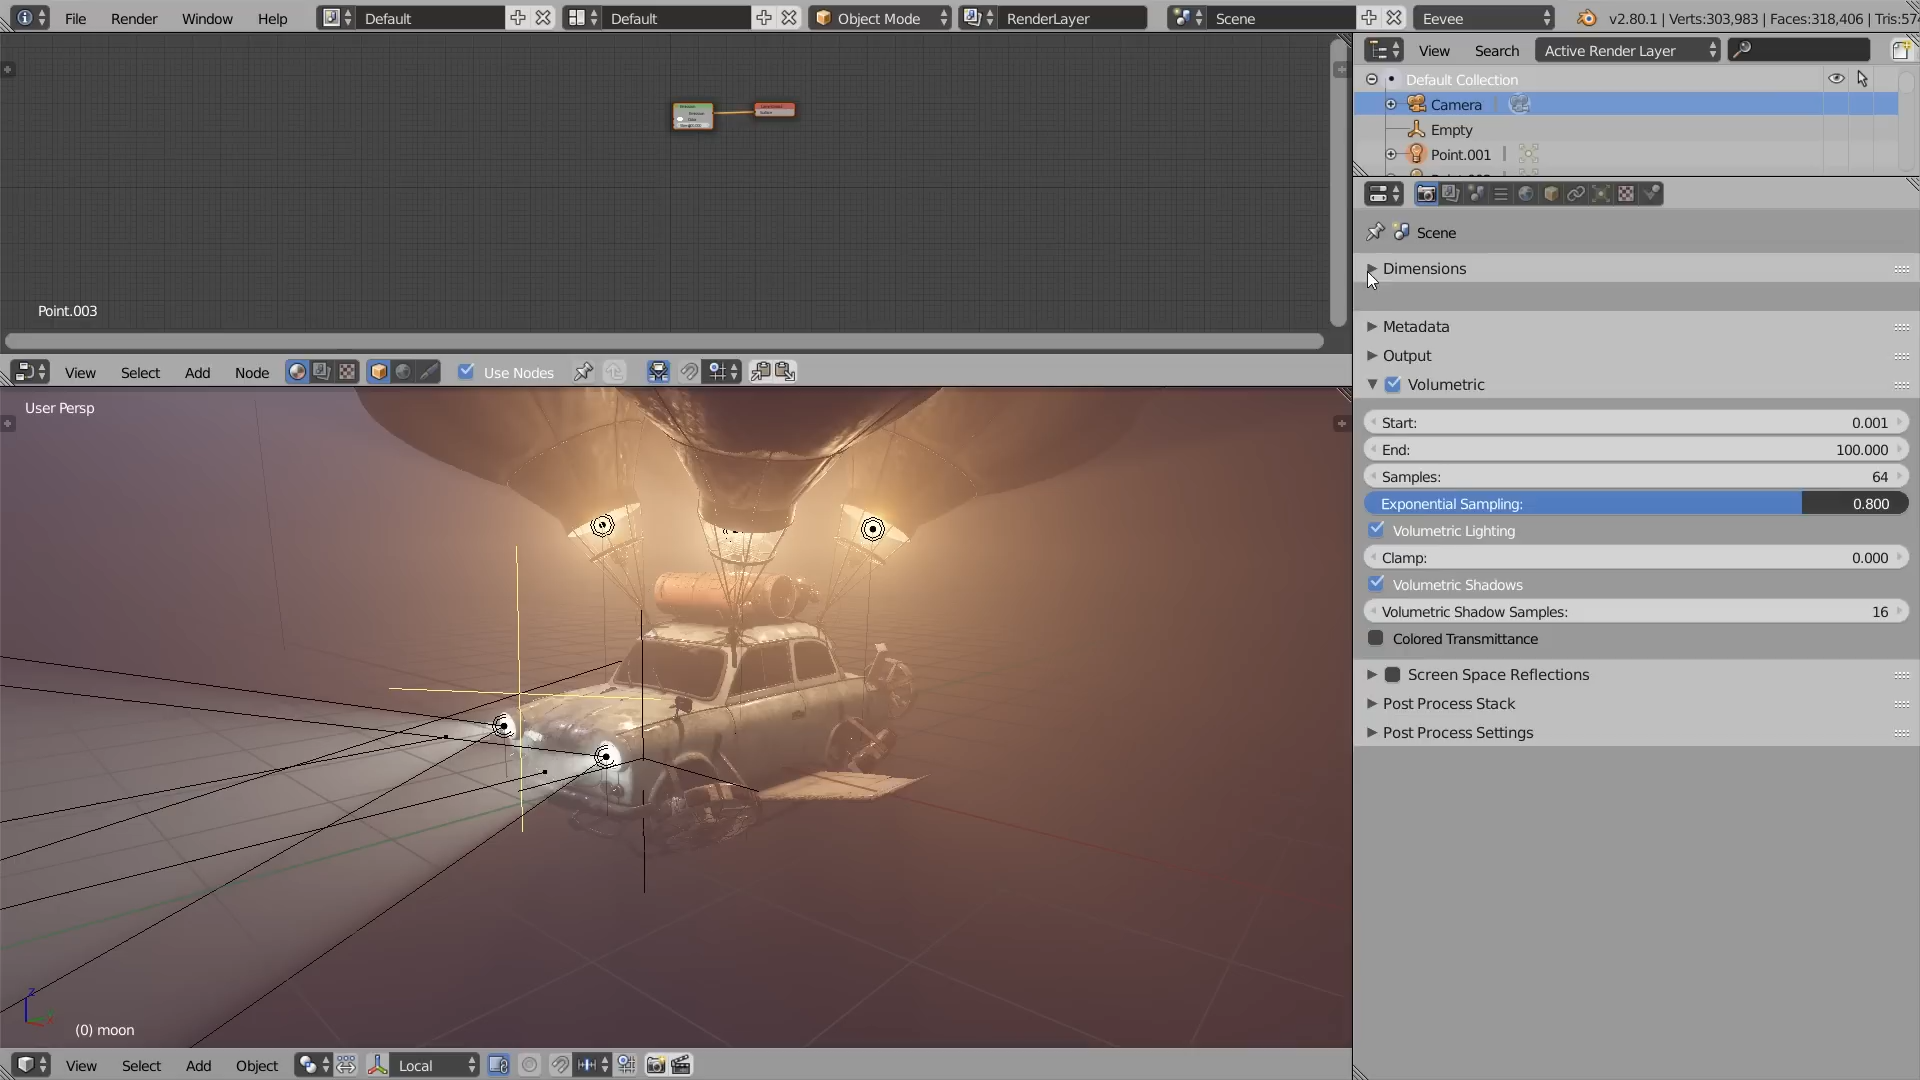 File Render Window Help Default Default Object Mode RenderLayer Scene Eevee v2.80.1 | Verts:303,983 | Faces:318,406 | Tris:574
View Search Active Render Layer
Default Collection
Camera
Empty
Point.001
Scene
Dimensions
Metadata
Output
Volumetric
Start: 0.001
End: 100.000
Samples: 64
Exponential Sampling: 0.800
Volumetric Lighting
Clamp: 0.000
Volumetric Shadows
Volumetric Shadow Samples: 16
Colored Transmittance
Screen Space Reflections
Post Process Stack
Post Process Settings
Point.003
View Select Add Node Use Nodes
User Persp
Z
(0) moon
View Select Add Object Local